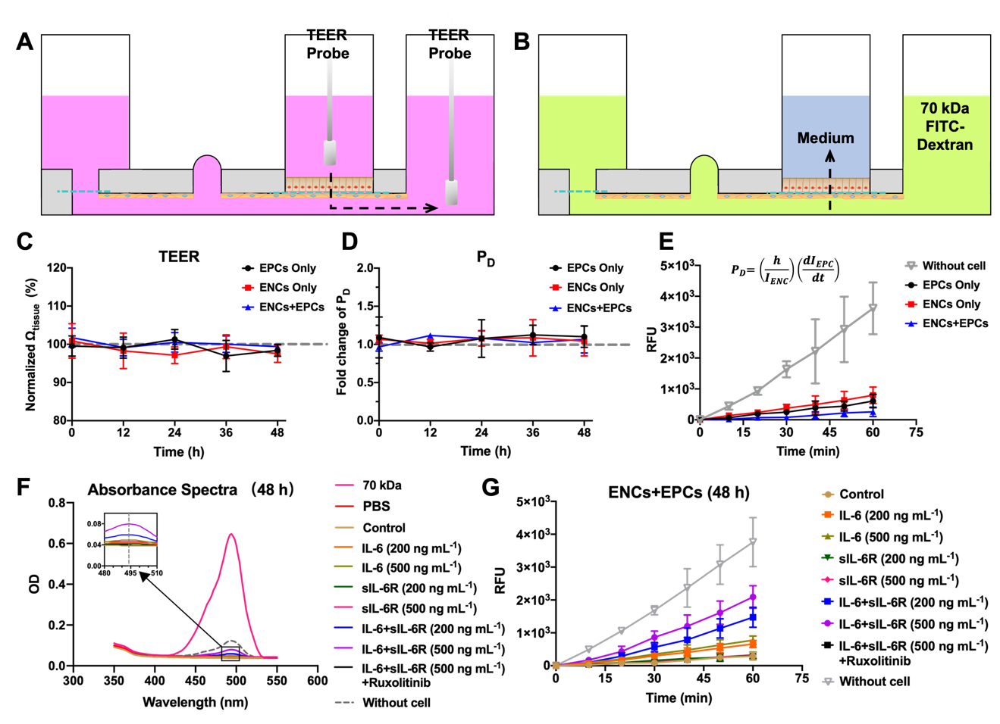 A
TEER
Probe
TEER
Probe
B
Medium
70 kDa
FITC-
Dextran
C
TEER
Normalized Ω_tissue (%)
120
110
100
90
80
0
12
24
36
48
Time (h)
EPCs Only
ENCs Only
ENCs+EPCs
D
P_D
Fold change of P_D
2.0
1.5
1.0
0.5
0.0
0
12
24
36
48
Time (h)
EPCs Only
ENCs Only
ENCs+EPCs
E
P_D = (h / I_ENC) (dI_EPC / dt)
RFU
5×10³
4×10³
3×10³
2×10³
1×10³
0
0
15
30
45
60
75
Time (min)
Without cell
EPCs Only
ENCs Only
ENCs+EPCs
F
Absorbance Spectra (48 h)
OD
0.8
0.6
0.4
0.2
0.0
300
350
400
450
500
550
600
Wavelength (nm)
0.08
0.04
0.00
480
495
510
70 kDa
PBS
Control
IL-6 (200 ng mL⁻¹)
IL-6 (500 ng mL⁻¹)
sIL-6R (200 ng mL⁻¹)
sIL-6R (500 ng mL⁻¹)
IL-6+sIL-6R (200 ng mL⁻¹)
IL-6+sIL-6R (500 ng mL⁻¹)
IL-6+sIL-6R (500 ng mL⁻¹)
+Ruxolitinib
Without cell
G
ENCs+EPCs (48 h)
RFU
5×10³
4×10³
3×10³
2×10³
1×10³
0
0
15
30
45
60
75
Time (min)
Control
IL-6 (200 ng mL⁻¹)
IL-6 (500 ng mL⁻¹)
sIL-6R (200 ng mL⁻¹)
sIL-6R (500 ng mL⁻¹)
IL-6+sIL-6R (200 ng mL⁻¹)
IL-6+sIL-6R (500 ng mL⁻¹)
IL-6+sIL-6R (500 ng mL⁻¹)
+Ruxolitinib
Without cell